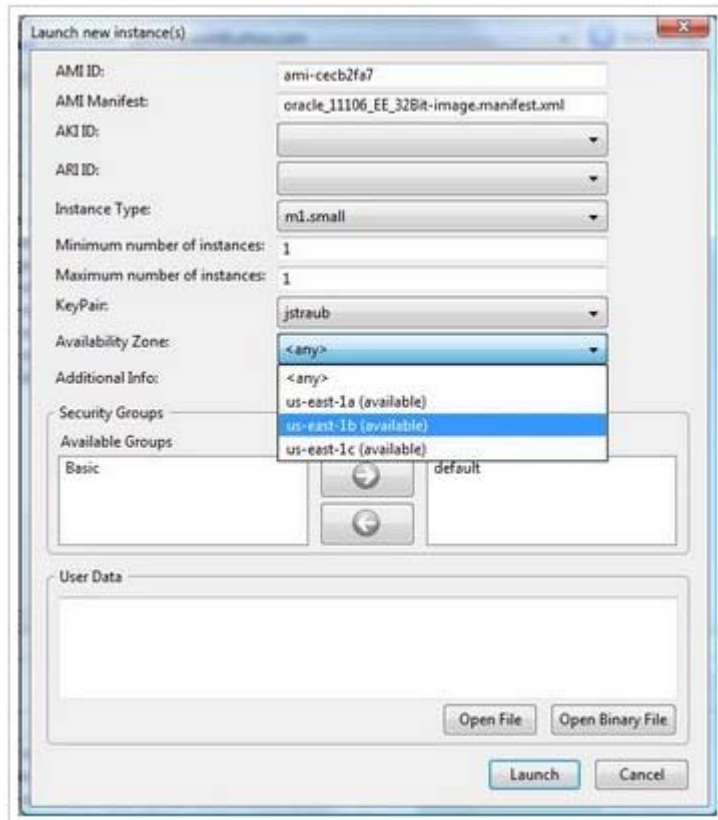 Launch new instance(s)
AMI ID: ami-cecb2fa7
AMI Manifest: oracle_11106_EE_32Bit-image.manifest.xml
AKI ID:
ARI ID:
Instance Type: m1.small
Minimum number of instances: 1
Maximum number of instances: 1
KeyPair: jstraub
Availability Zone: <any>
Additional Info: <any>
us-east-1a (available)
us-east-1b (available)
us-east-1c (available)
Security Groups
Available Groups
Basic
default
User Data
Open File Open Binary File
Launch Cancel